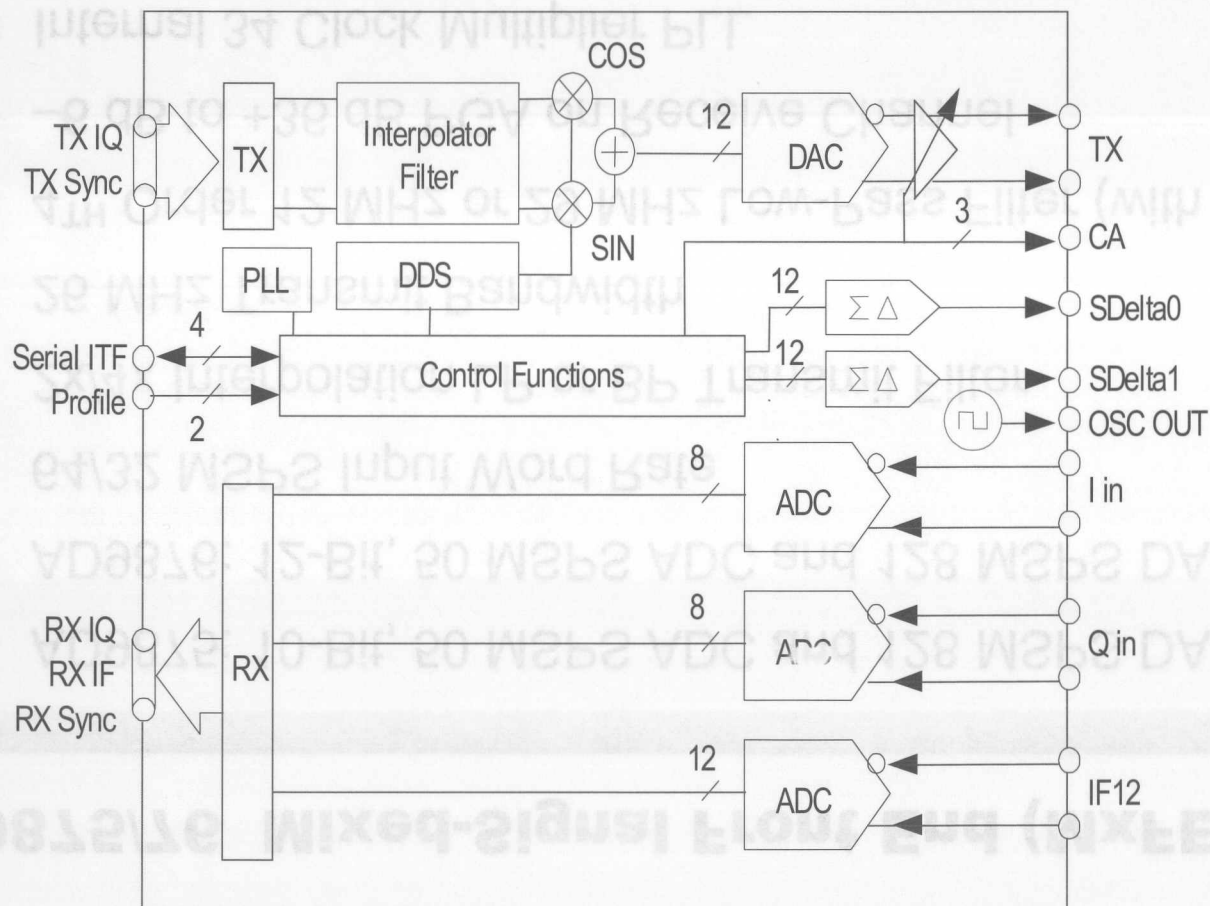 COS
TX IQ
TX Sync
TX
Interpolator
Filter
12
DAC
TX
SIN
3
CA
PLL
DDS
12
Σ Δ
SDelta0
4
Serial ITF
Control Functions
12
Σ Δ
SDelta1
Profile
2
OSC OUT
8
ADC
I in
RX IQ
RX IF
RX Sync
RX
8
Q in
12
ADC
IF12